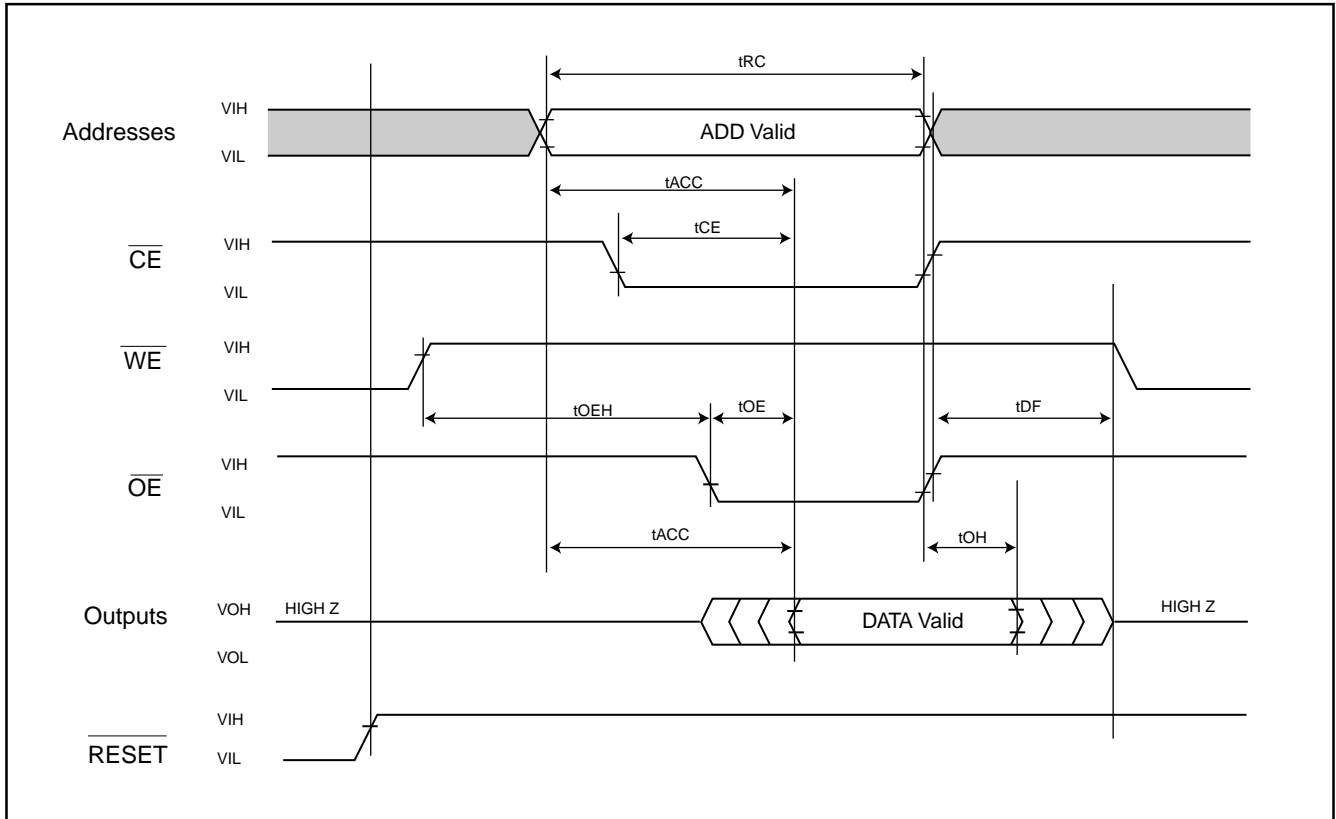 tRC
VIH
Addresses
ADD Valid
VIL
tACC
tCE
VIH
CE
VIL
VIH
WE
VIL
tOEH
tOE
tDF
VIH
OE
VIL
tACC
tOH
Outputs
VOH
HIGH Z
DATA Valid
HIGH Z
VOL
VIH
RESET
VIL